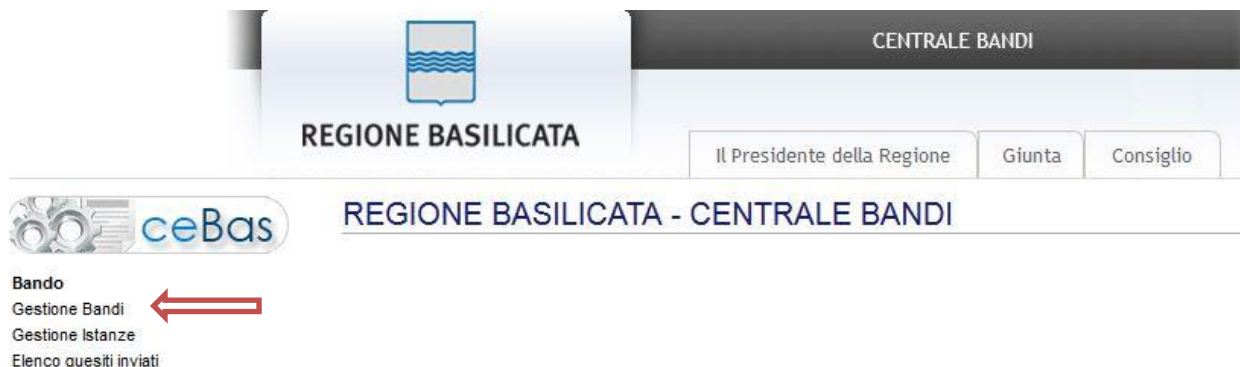 CENTRALE BANDI
REGIONE BASILICATA
Il Presidente della Regione
Giunta
Consiglio
ceBas
REGIONE BASILICATA - CENTRALE BANDI
Bando
Gestione Bandi
Gestione Istanze
Elenco quesiti inviati